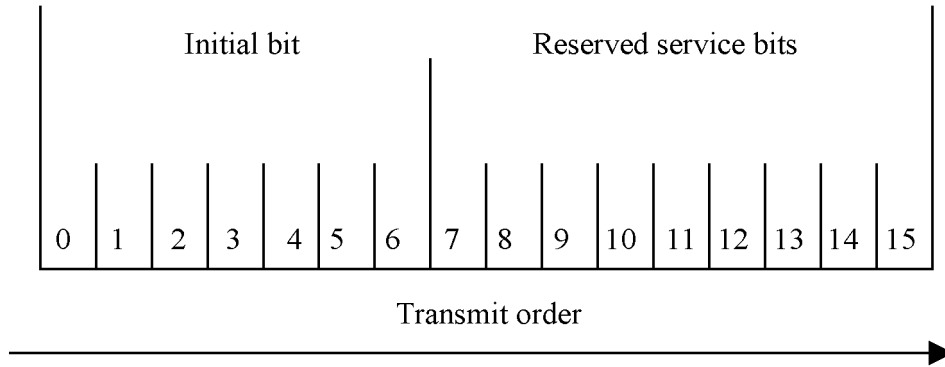 Initial bit Reserved service bits
0 1 2 3 4 5 6 7 8 9 10 11 12 13 14 15
Transmit order